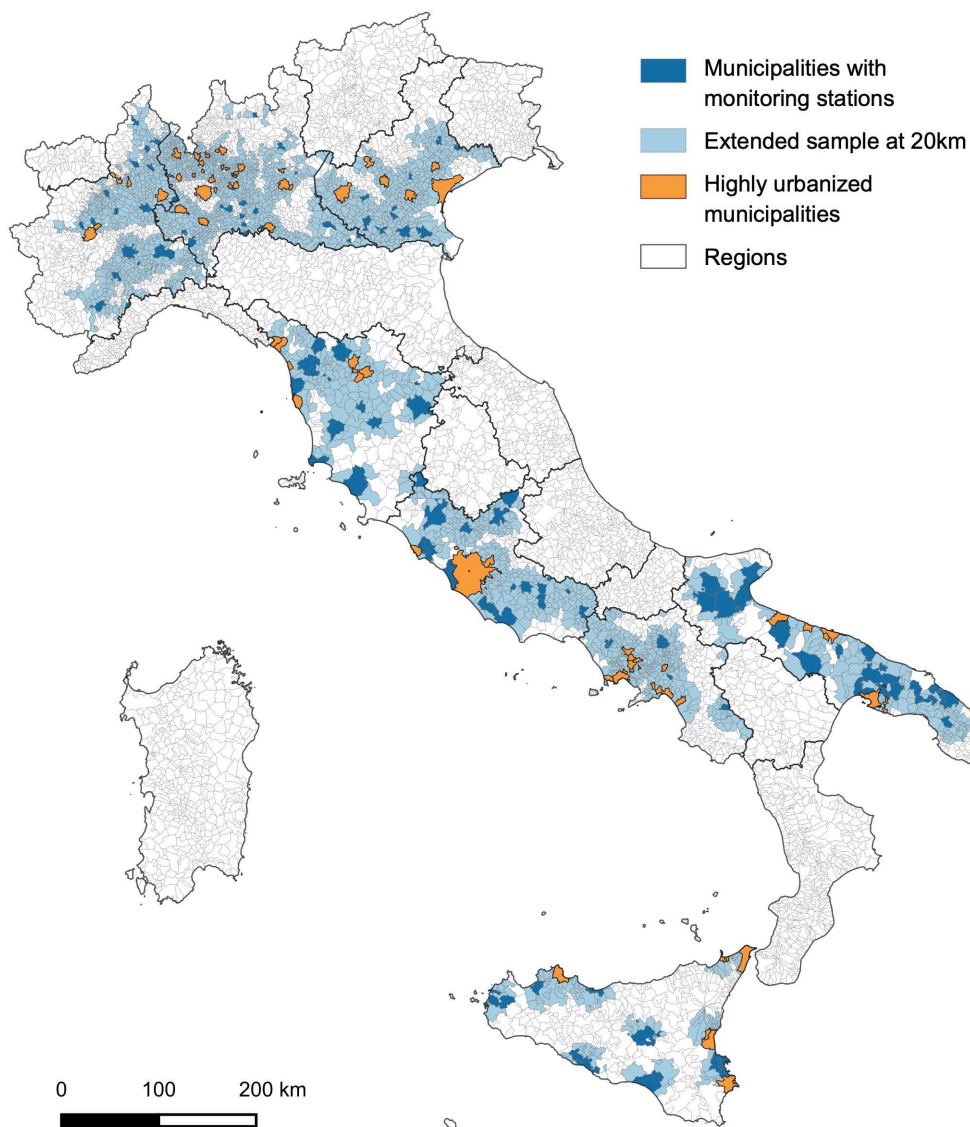 Municipalities with
monitoring stations
Extended sample at 20km
Highly urbanized
municipalities
Regions
0 100 200 km